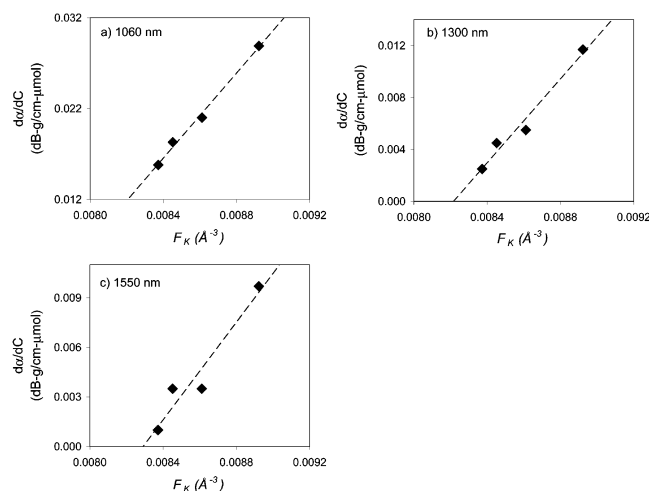 a) 1060 nm
dα/dC
(dB-g/cm-μmol)
0.032
0.022
0.012
0.0080
0.0084
0.0088
0.0092
F_K (Å⁻³)
b) 1300 nm
dα/dC
(dB-g/cm-μmol)
0.012
0.008
0.004
0.000
0.0080
0.0084
0.0088
0.0092
F_K (Å⁻³)
c) 1550 nm
dα/dC
(dB-g/cm-μmol)
0.009
0.006
0.003
0.000
0.0080
0.0084
0.0088
0.0092
F_K (Å⁻³)